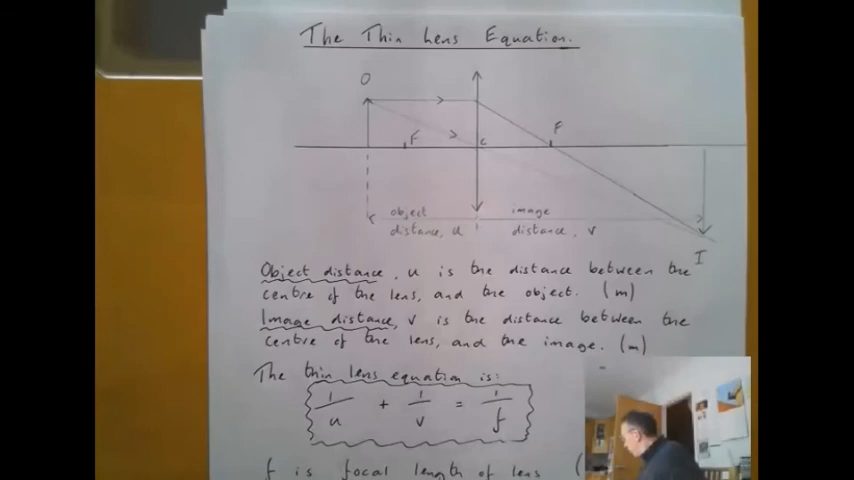 The Thin Lens Equation.
O
F
F
C
object
distance, u
image
distance, v
I
Object distance, u is the distance between the
centre of the lens, and the object. (m)
Image distance, v is the distance between the
centre of the lens, and the image. (m)
The thin lens equation is:
1/u + 1/v = 1/f
f is focal length of lens (